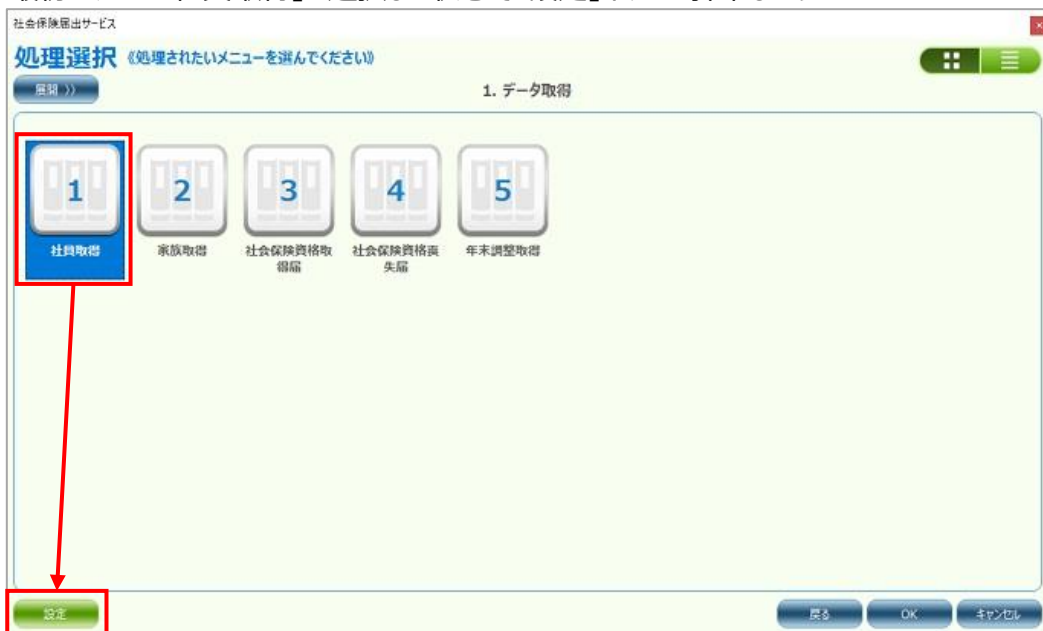 社会保険届出サービス
処理選択 《処理されたいメニューを選んでください》
展開 》
1. データ取得
1
2
3
4
5
社員取得
家族取得
社会保険資格取
得届
社会保険資格喪
失届
年末調整取得
設定
戻る
OK
キャンセル